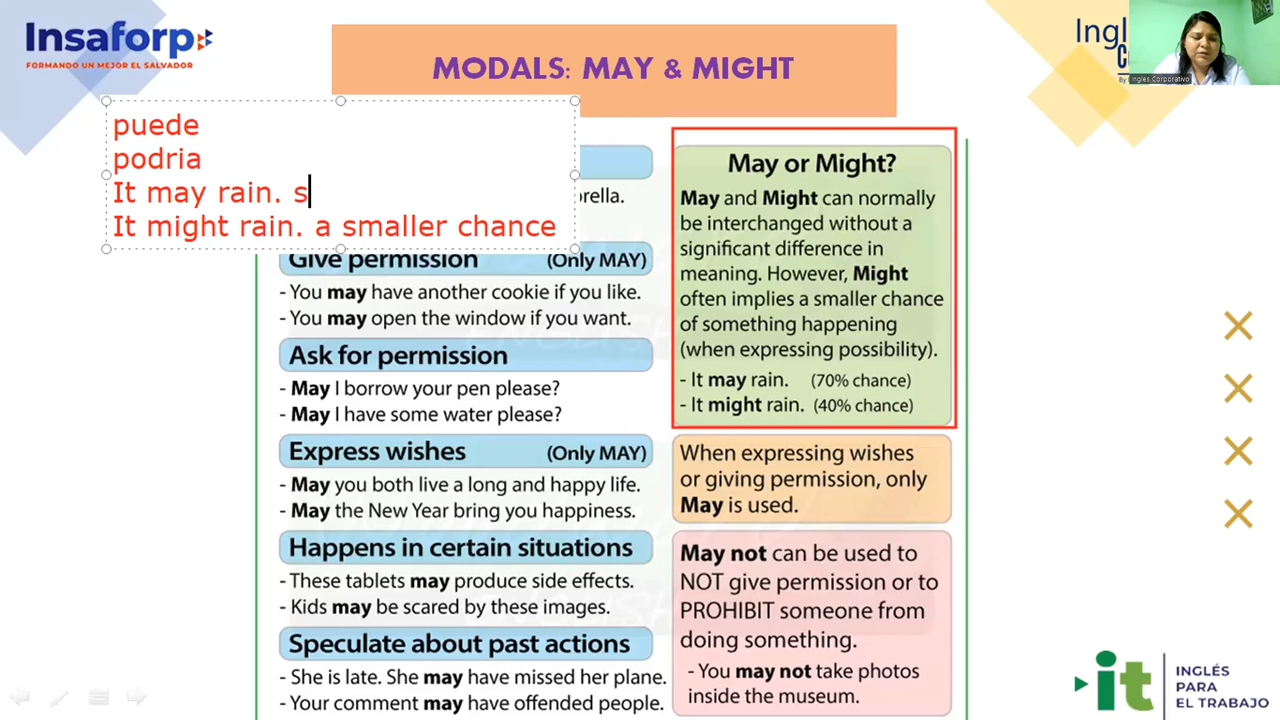 Insaforp
FORMANDO UN MEJOR EL SALVADOR
MODALS: MAY & MIGHT
Ingl
C
By
Ingles Corporativo
puede
podria
It may rain. s
It might rain. a smaller chance
rella.
Give permission (Only MAY)
- You may have another cookie if you like.
- You may open the window if you want.
Ask for permission
- May I borrow your pen please?
- May I have some water please?
Express wishes (Only MAY)
- May you both live a long and happy life.
- May the New Year bring you happiness.
Happens in certain situations
- These tablets may produce side effects.
- Kids may be scared by these images.
Speculate about past actions
- She is late. She may have missed her plane.
- Your comment may have offended people.
May or Might?
May and Might can normally
be interchanged without a
significant difference in
meaning. However, Might
often implies a smaller chance
of something happening
(when expressing possibility).
- It may rain. (70% chance)
- It might rain. (40% chance)
When expressing wishes
or giving permission, only
May is used.
May not can be used to
NOT give permission or to
PROHIBIT someone from
doing something.
- You may not take photos
inside the museum.
it
INGLÉS
PARA
EL TRABAJO